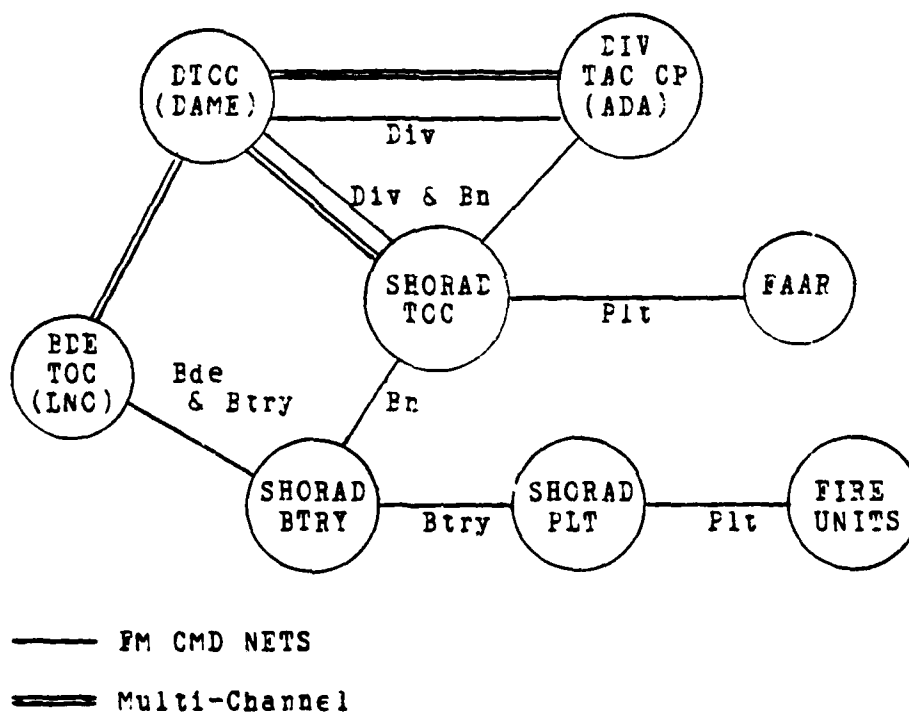 DTCC
(DAME)
DIV
TAC CP
(ADA)
Div
Div & Bn
SHORAD
TOC
Plt
FAAR
BDE
TOC
(LNO)
Bde
& Btry
Bn
SHORAD
BTRY
Btry
SHORAD
PLT
Plt
FIRE
UNITS
FM CMD NETS
Multi-Channel